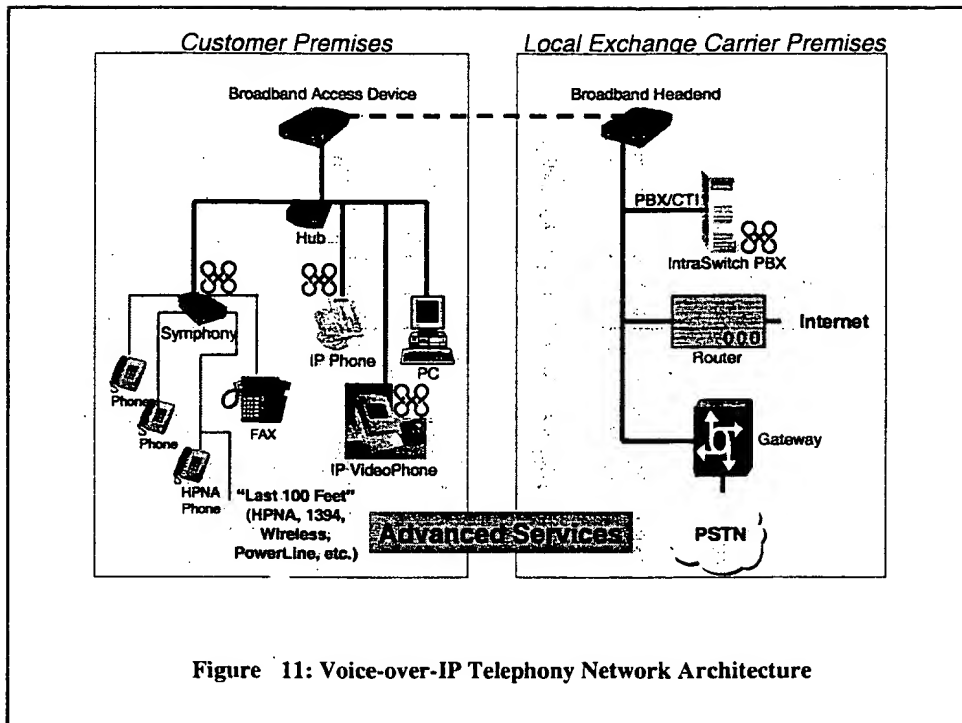 Customer Premises
Local Exchange Carrier Premises
Broadband Access Device
Broadband Headend
PBX/CTI
Hub
IntraSwitch PBX
Symphony
IP Phone
PC
Internet
Router
Phone
FAX
Phone
IP-VideoPhone
Gateway
HPNA
Phone
"Last 100 Feet"
(HPNA, 1394,
Wireless,
PowerLine, etc.)
Advanced Services
PSTN
Figure 11: Voice-over-IP Telephony Network Architecture